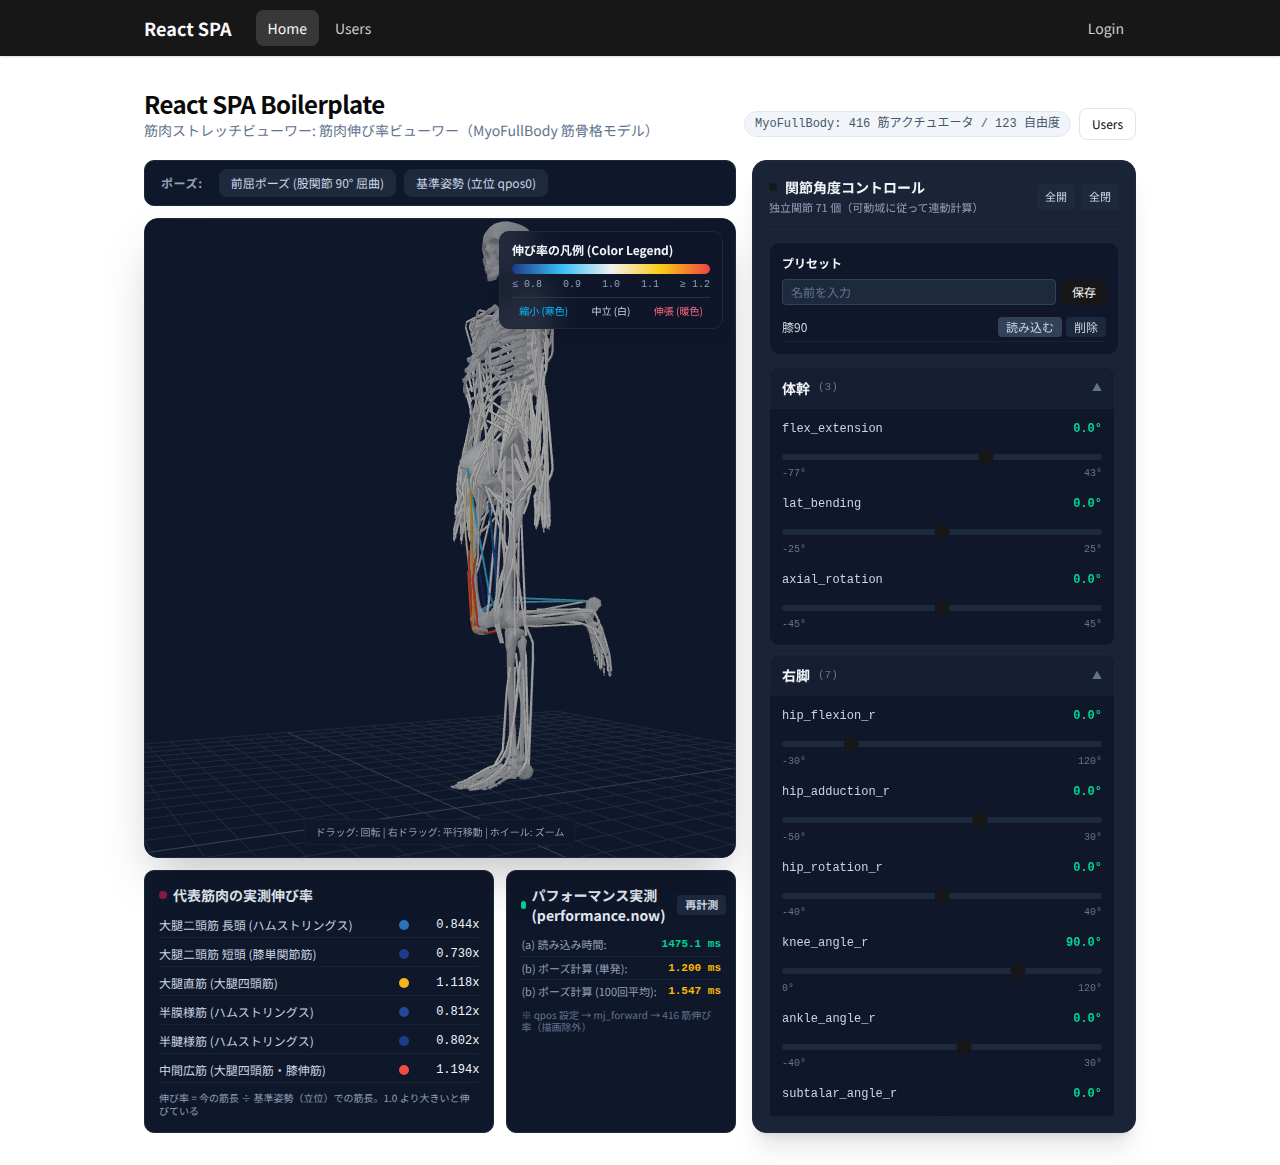 React SPA
Home
Users
Login
React SPA Boilerplate
筋肉ストレッチビューワー: 筋肉伸び率ビューワー（MyoFullBody 筋骨格モデル）
MyoFullBody: 416 筋アクチュエータ / 123 自由度
Users
ポーズ:
前屈ポーズ (股関節 90° 屈曲)
基準姿勢 (立位 qpos0)
伸び率の凡例 (Color Legend)
≤ 0.8 0.9 1.0 1.1 ≥ 1.2
縮小 (寒色) 中立 (白) 伸張 (暖色)
ドラッグ: 回転 | 右ドラッグ: 平行移動 | ホイール: ズーム
代表筋肉の実測伸び率
大腿二頭筋 長頭 (ハムストリングス) 0.844x
大腿二頭筋 短頭 (膝単関節筋) 0.730x
大腿直筋 (大腿四頭筋) 1.118x
半膜様筋 (ハムストリングス) 0.812x
半腱様筋 (ハムストリングス) 0.802x
中間広筋 (大腿四頭筋・膝伸筋) 1.194x
伸び率 = 今の筋長 ÷ 基準姿勢（立位）での筋長。1.0 より大きいと伸
びている
パフォーマンス実測
(performance.now)
再計測
(a) 読み込み時間: 1475.1 ms
(b) ポーズ計算 (単発): 1.200 ms
(b) ポーズ計算 (100回平均): 1.547 ms
※ qpos 設定 → mj_forward → 416 筋伸び
率（描画除外）
関節角度コントロール
独立関節 71 個（可動域に従って連動計算）
全開
全閉
プリセット
名前を入力
保存
膝90
読み込む
削除
体幹 (3) ▲
flex_extension 0.0°
-77° 43°
lat_bending 0.0°
-25° 25°
axial_rotation 0.0°
-45° 45°
右脚 (7) ▲
hip_flexion_r 0.0°
-30° 120°
hip_adduction_r 0.0°
-50° 30°
hip_rotation_r 0.0°
-40° 40°
knee_angle_r 90.0°
0° 120°
ankle_angle_r 0.0°
-40° 30°
subtalar_angle_r 0.0°